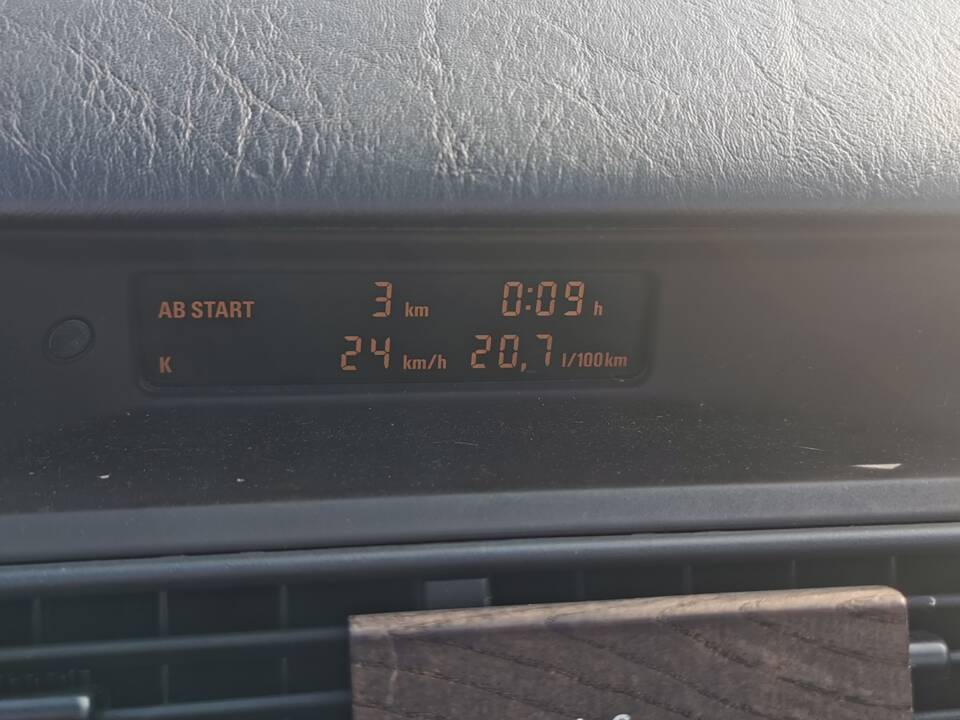 AB START 3 km 0:09 h
K 24 km/h 20,7 l/100km